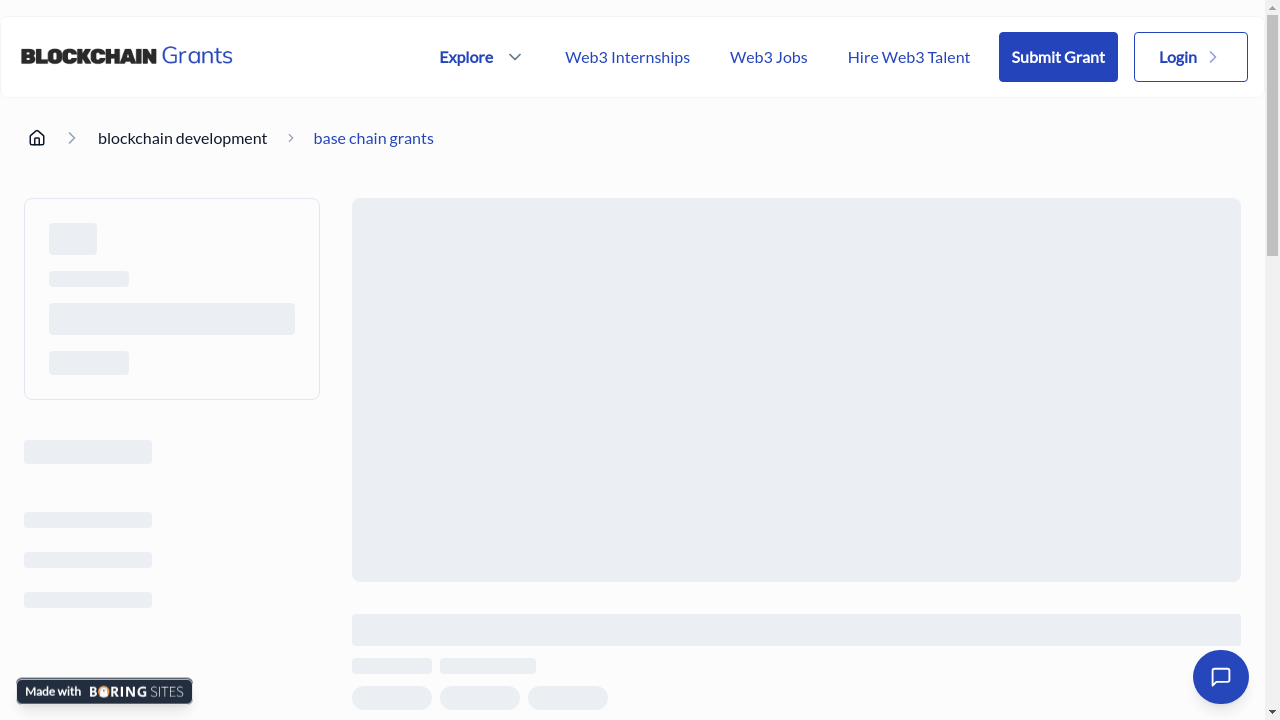 BLOCKCHAIN Grants
Explore
Web3 Internships
Web3 Jobs
Hire Web3 Talent
Submit Grant
Login
blockchain development
base chain grants
Made with BORING SITES